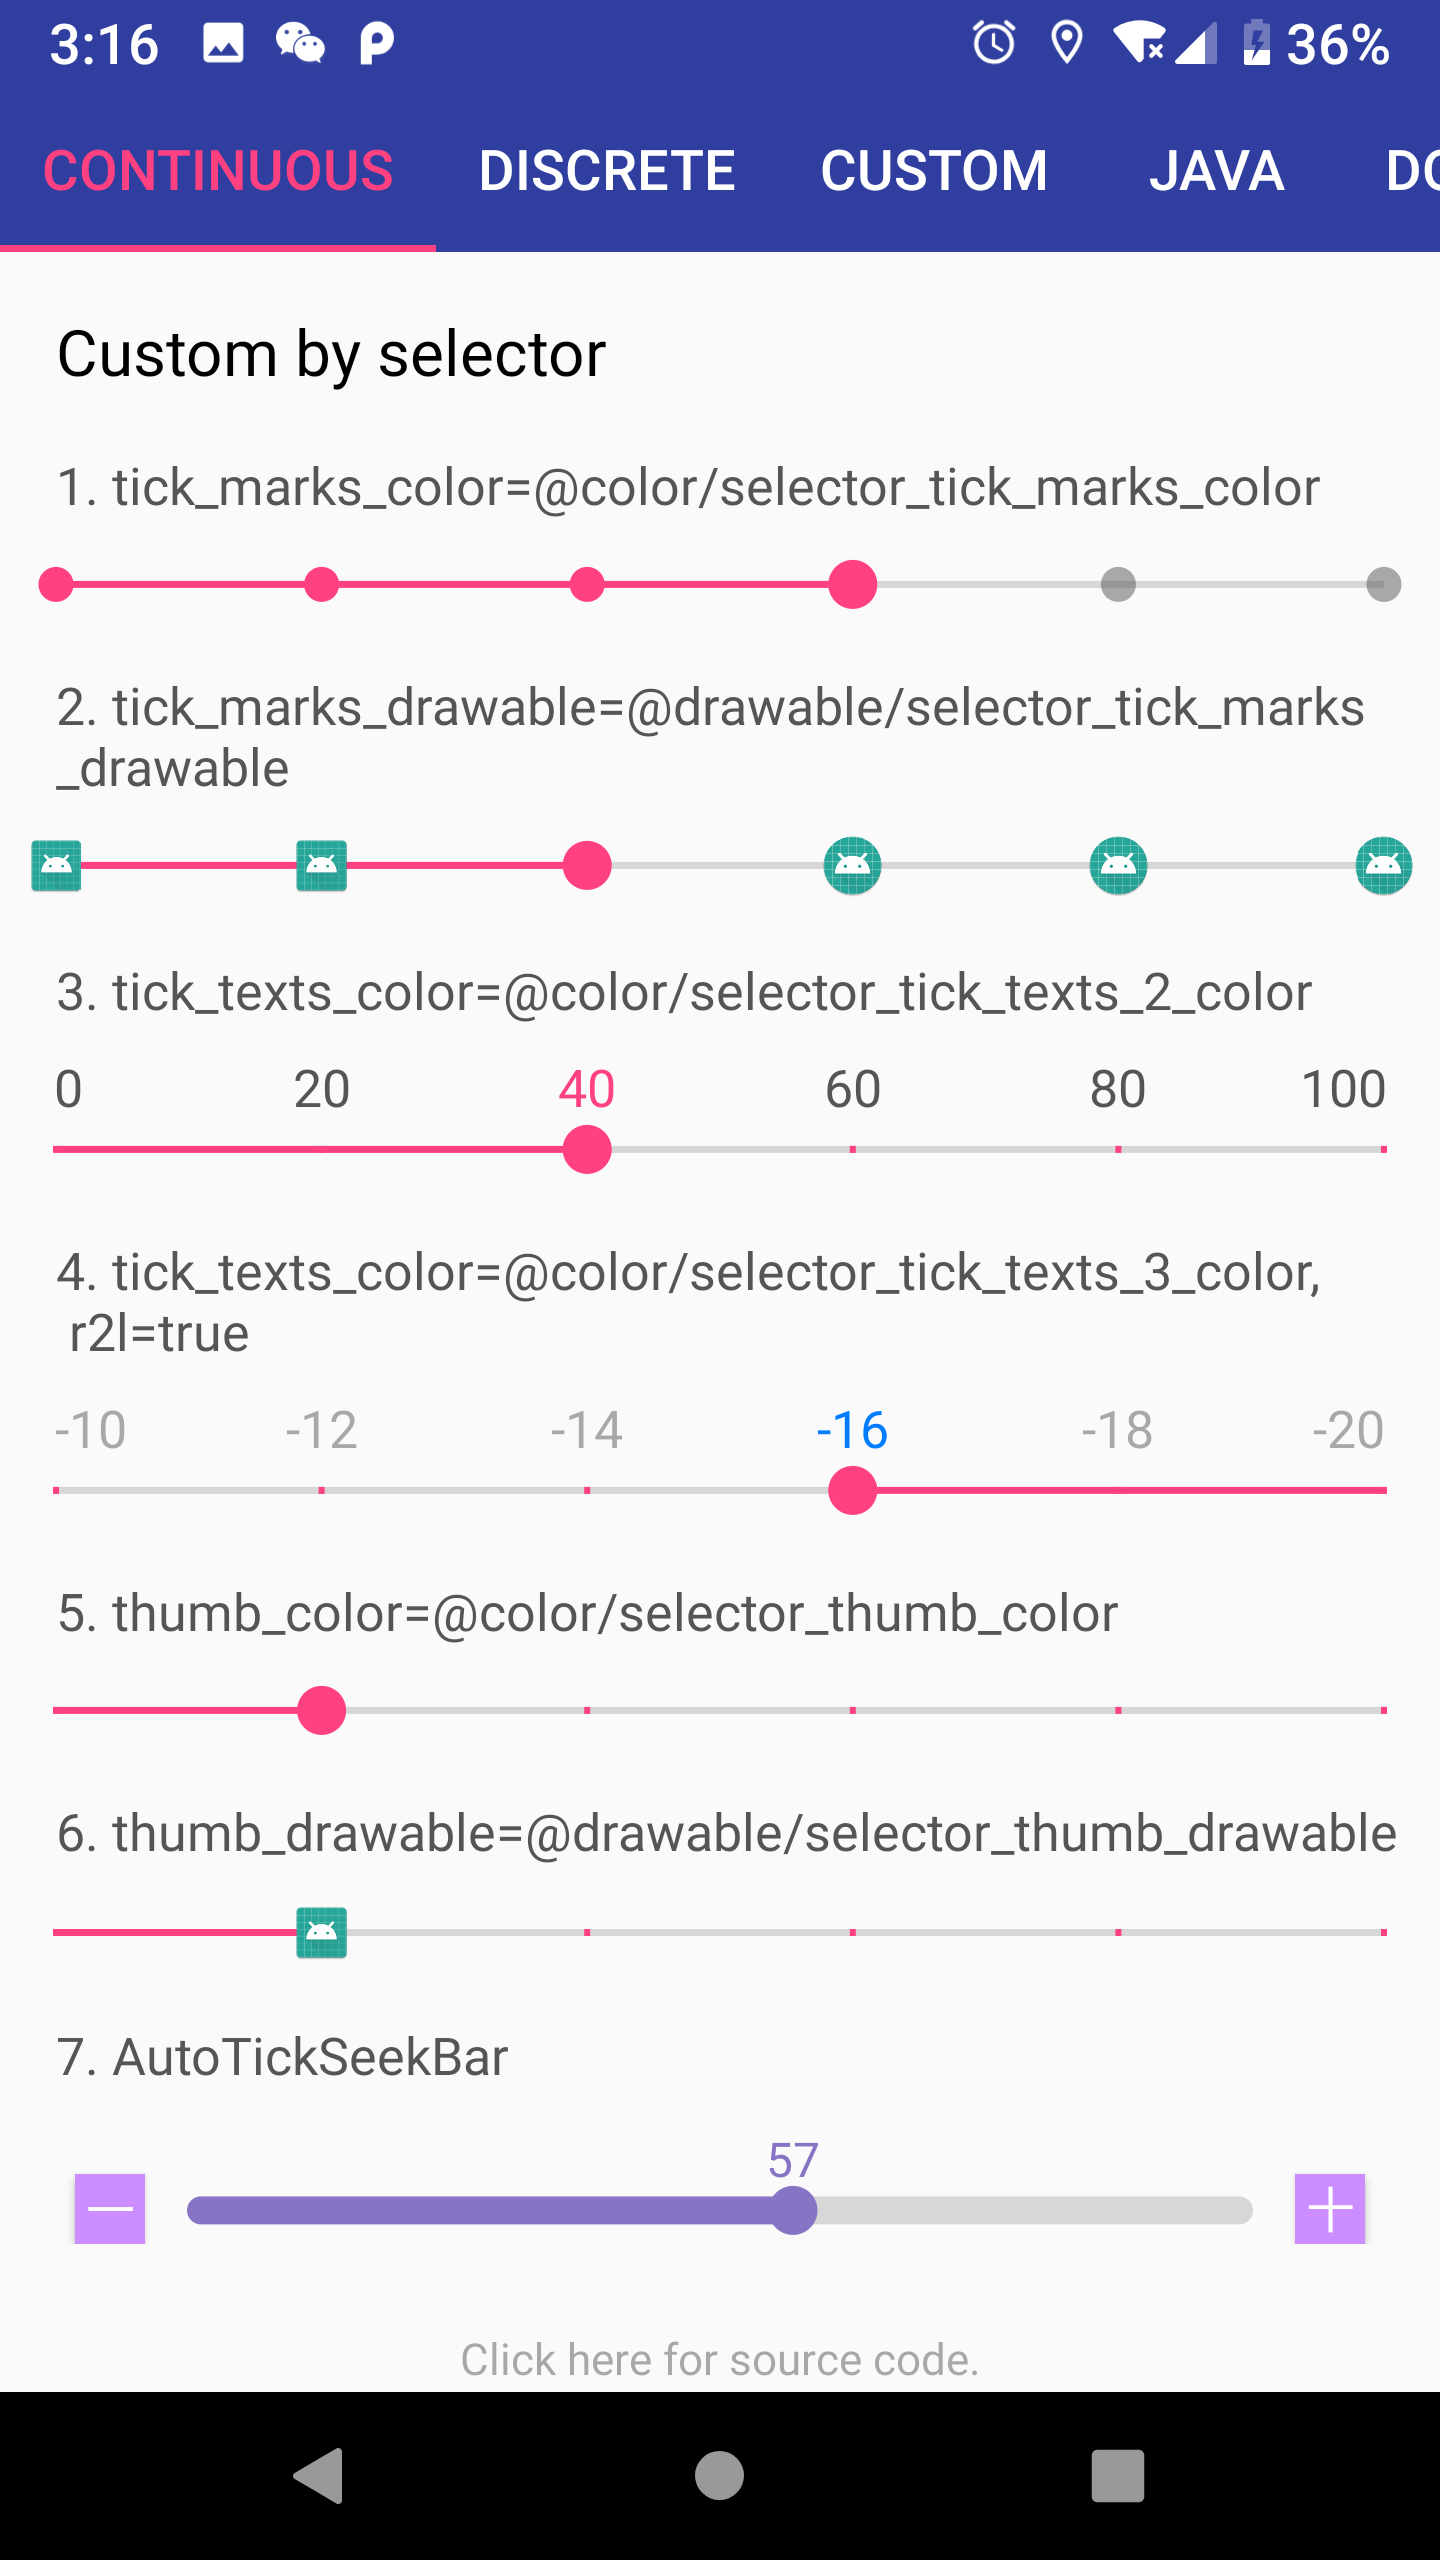 3:16 36%
CONTINUOUS DISCRETE CUSTOM JAVA DO
Custom by selector
1. tick_marks_color=@color/selector_tick_marks_color
2. tick_marks_drawable=@drawable/selector_tick_marks
_drawable
3. tick_texts_color=@color/selector_tick_texts_2_color
0 20 40 60 80 100
4. tick_texts_color=@color/selector_tick_texts_3_color,
r2l=true
-10 -12 -14 -16 -18 -20
5. thumb_color=@color/selector_thumb_color
6. thumb_drawable=@drawable/selector_thumb_drawable
7. AutoTickSeekBar
57
Click here for source code.